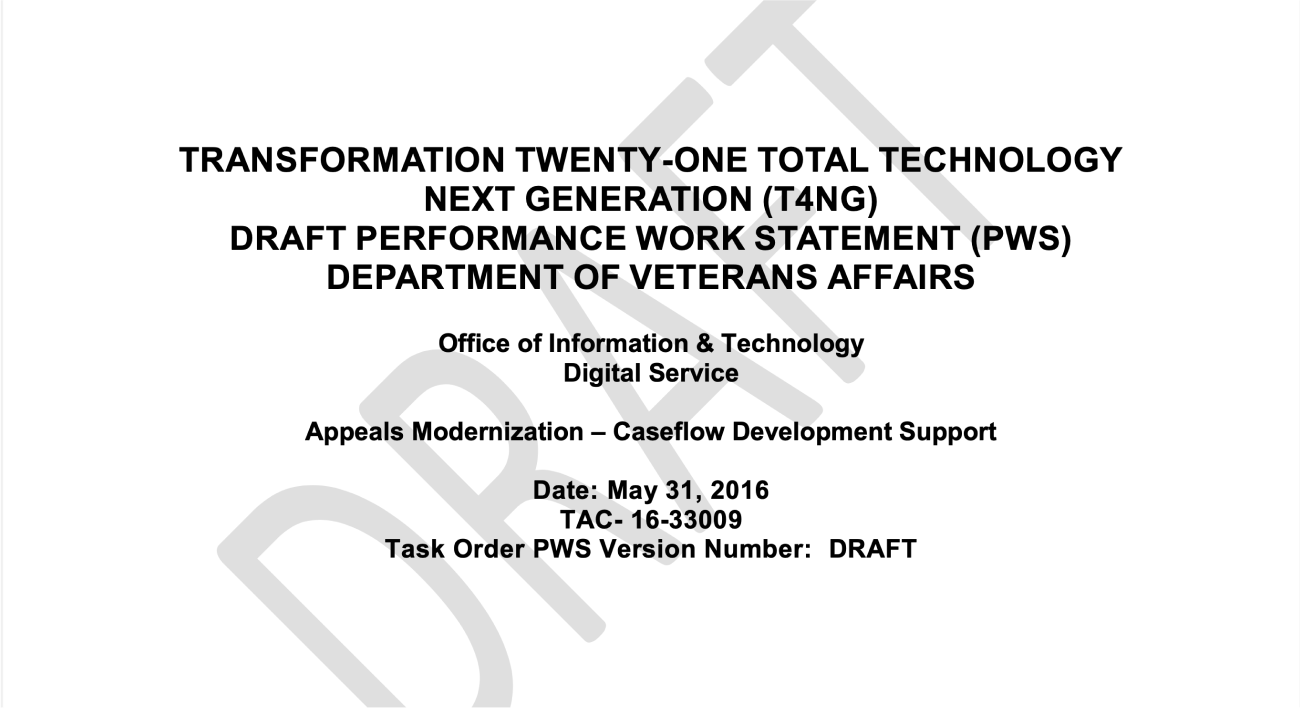 TRANSFORMATION TWENTY-ONE TOTAL TECHNOLOGY
NEXT GENERATION (T4NG)
DRAFT PERFORMANCE WORK STATEMENT (PWS)
DEPARTMENT OF VETERANS AFFAIRS
Office of Information & Technology
Digital Service
Appeals Modernization – Caseflow Development Support
Date: May 31, 2016
TAC- 16-33009
Task Order PWS Version Number:  DRAFT
DRAFT